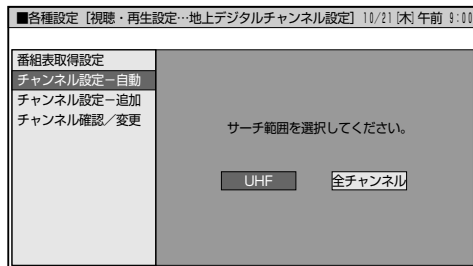 ■各種設定［視聴・再生設定…地上デジタルチャンネル設定］ 10/21［木］午前 9:00
番組表取得設定
チャンネル設定－自動
チャンネル設定－追加
チャンネル確認／変更
サーチ範囲を選択してください。
UHF 全チャンネル